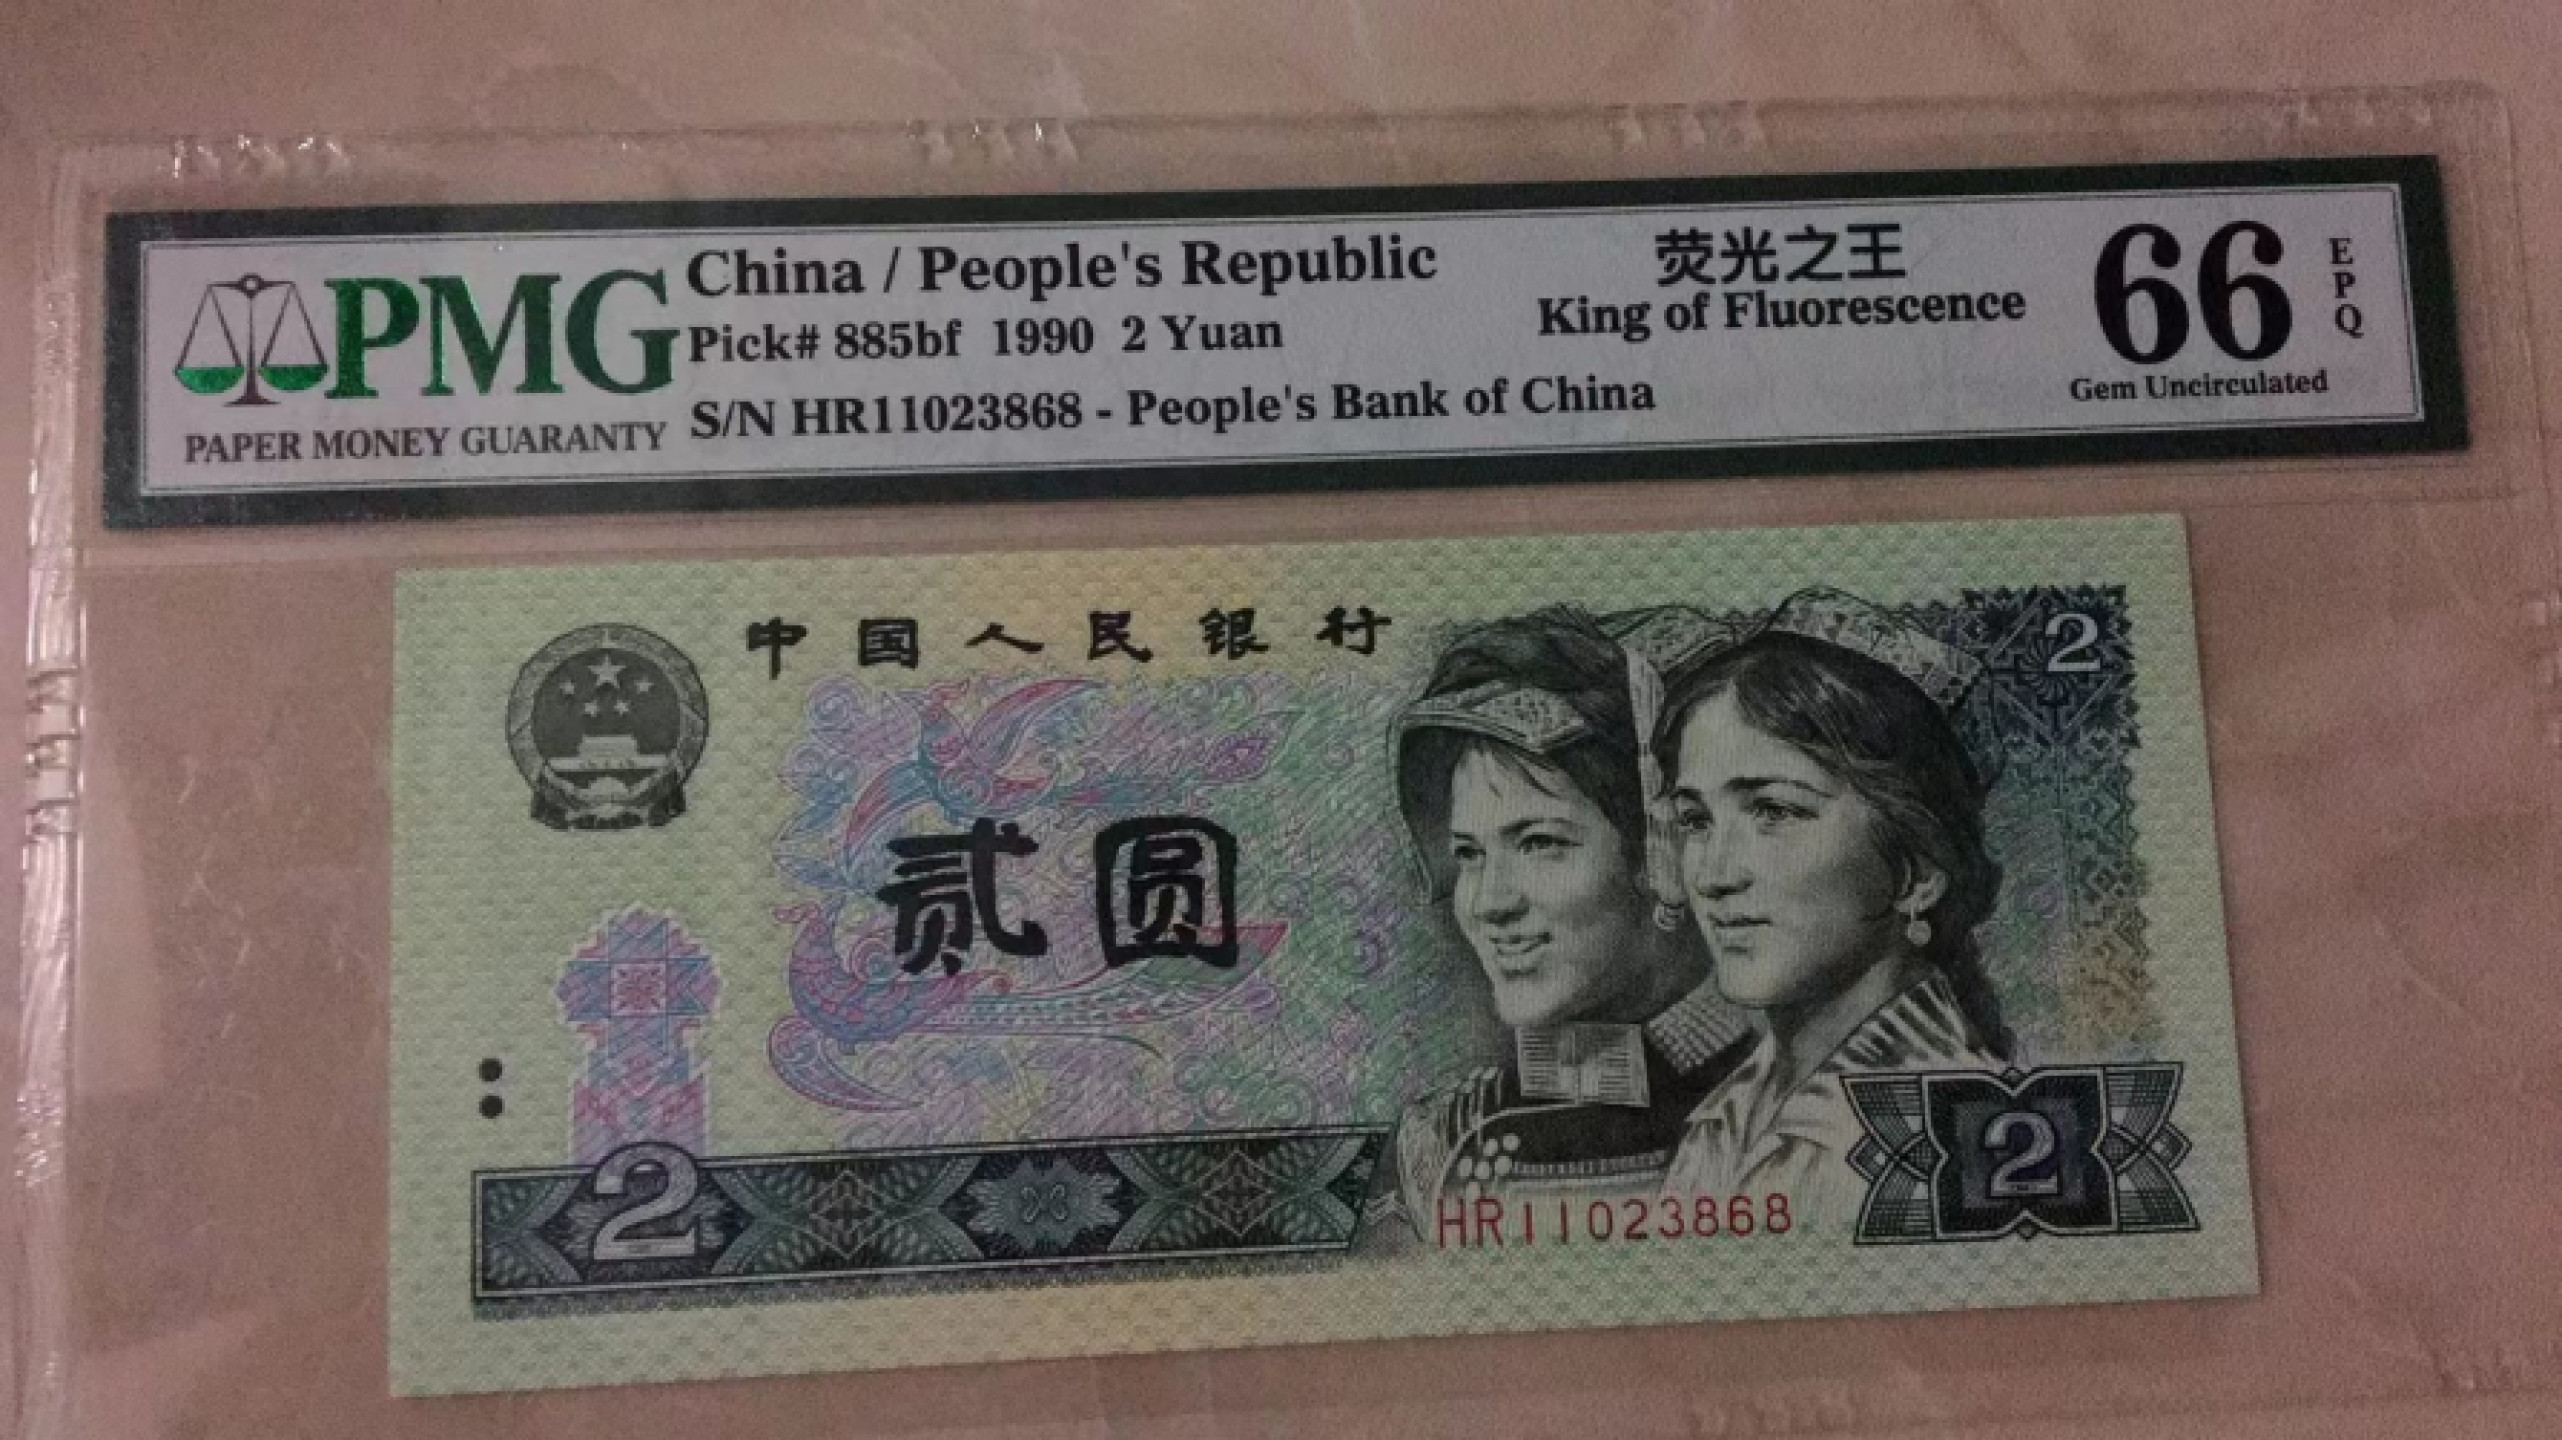 PMG
PAPER MONEY GUARANTY
China / People's Republic
Pick# 885bf 1990 2 Yuan
S/N HR11023868 - People's Bank of China
荧光之王
King of Fluorescence
66
EPQ
Gem Uncirculated
中国人民银行
2
贰圆
2
2
HR11023868